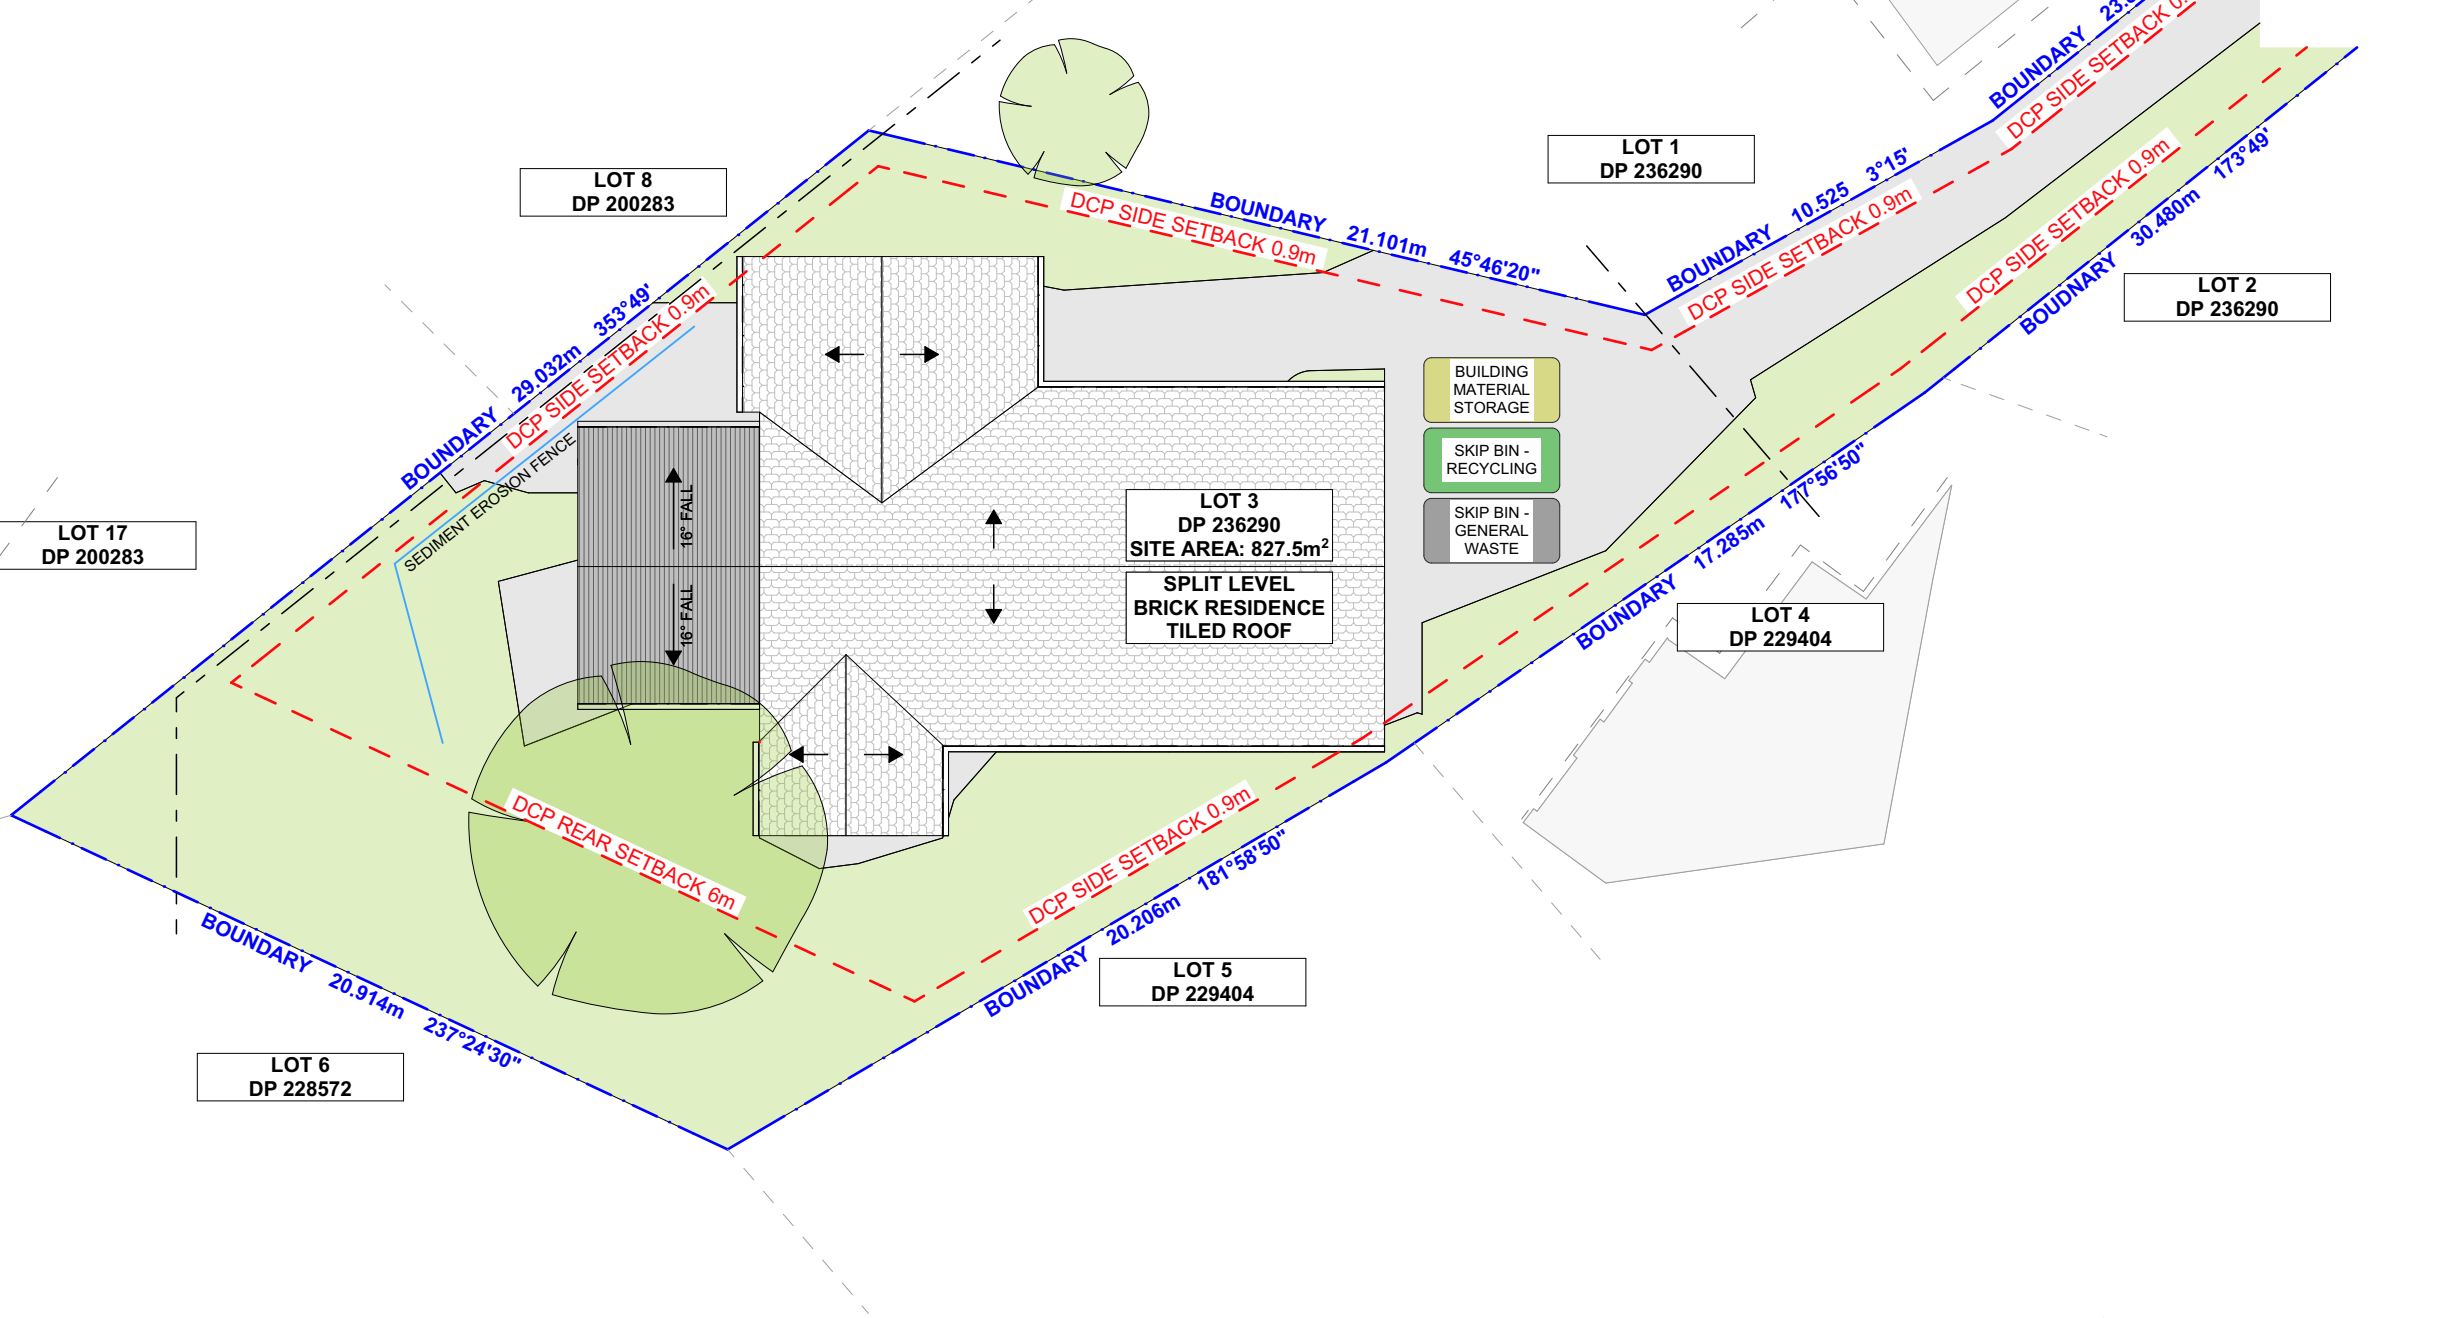 BOUNDARY 23.
DCP SIDE SETBACK 0.
LOT 1
DP 236290
LOT 8
DP 200283
BOUNDARY 10.525 3°15'
DCP SIDE SETBACK 0.9m
BOUNDARY 21.101m 45°46'20"
DCP SIDE SETBACK 0.9m
DCP SIDE SETBACK 0.9m
BOUDNARY 30.480m 173°49'
LOT 2
DP 236290
BOUNDARY 29.032m 353°49'
DCP SIDE SETBACK 0.9m
SEDIMENT EROSION FENCE
BUILDING
MATERIAL
STORAGE
SKIP BIN -
RECYCLING
SKIP BIN -
GENERAL
WASTE
LOT 17
DP 200283
16° FALL
16° FALL
LOT 3
DP 236290
SITE AREA: 827.5m²
SPLIT LEVEL
BRICK RESIDENCE
TILED ROOF
BOUNDARY 17.285m 177°56'50"
LOT 4
DP 229404
DCP REAR SETBACK 6m
DCP SIDE SETBACK 0.9m
BOUNDARY 20.206m 181°58'50"
LOT 5
DP 229404
BOUNDARY 20.914m 237°24'30"
LOT 6
DP 228572